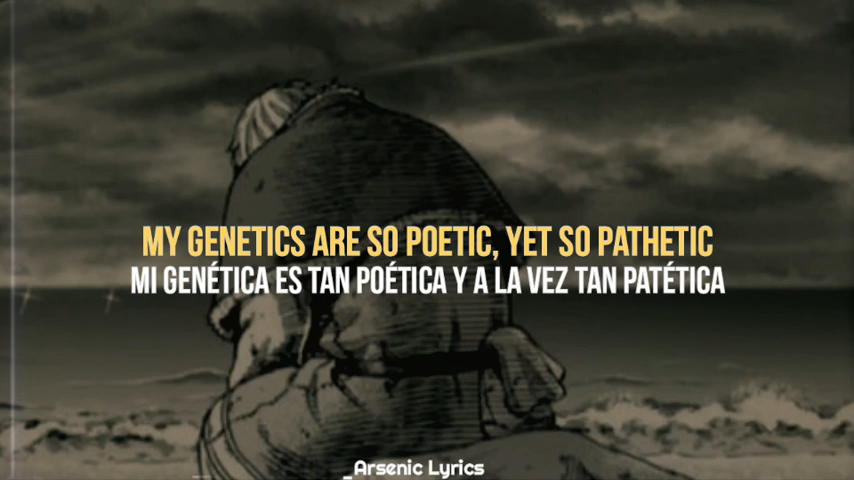 MY GENETICS ARE SO POETIC, YET SO PATHETIC
MI GENÉTICA ES TAN POÉTICA Y A LA VEZ TAN PATÉTICA
_Arsenic Lyrics